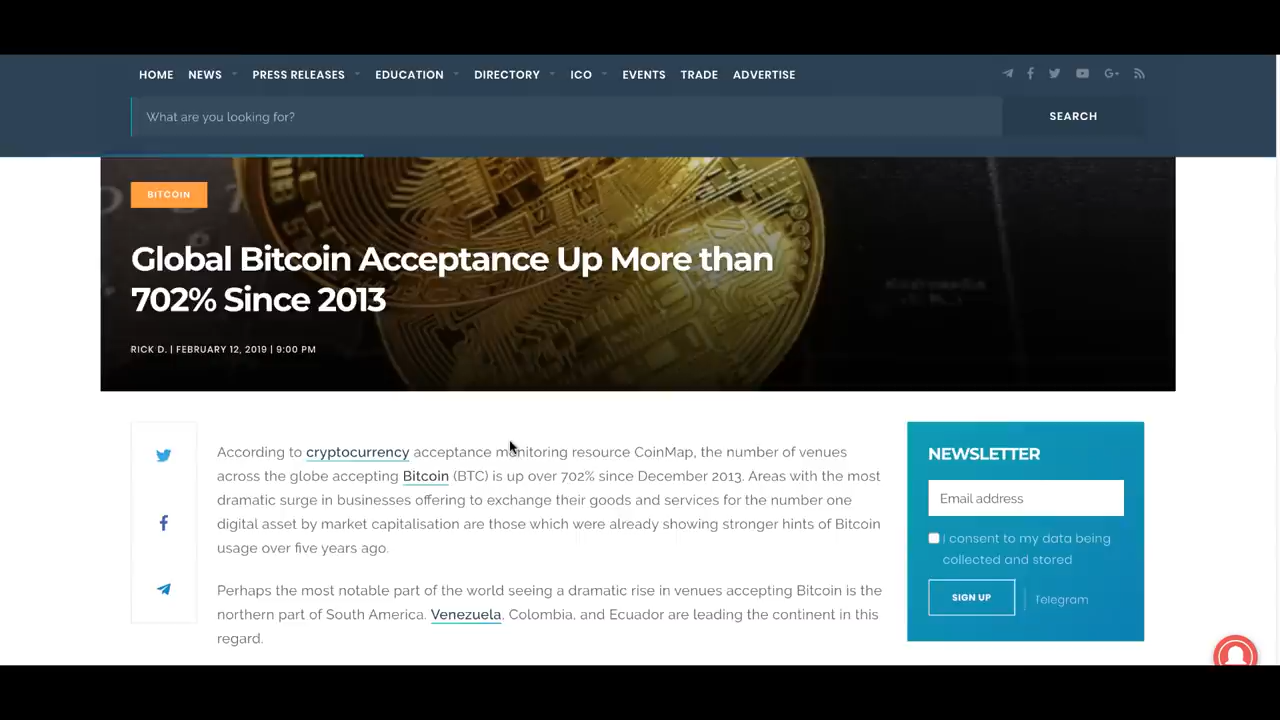 HOME NEWS PRESS RELEASES EDUCATION DIRECTORY ICO EVENTS TRADE ADVERTISE
What are you looking for?
SEARCH
BITCOIN
Global Bitcoin Acceptance Up More than
702% Since 2013
RICK D. | FEBRUARY 12, 2019 | 9:00 PM
According to cryptocurrency acceptance monitoring resource CoinMap, the number of venues
across the globe accepting Bitcoin (BTC) is up over 702% since December 2013. Areas with the most
dramatic surge in businesses offering to exchange their goods and services for the number one
digital asset by market capitalisation are those which were already showing stronger hints of Bitcoin
usage over five years ago.
Perhaps the most notable part of the world seeing a dramatic rise in venues accepting Bitcoin is the
northern part of South America. Venezuela, Colombia, and Ecuador are leading the continent in this
regard.
NEWSLETTER
Email address
I consent to my data being
collected and stored
SIGN UP
Telegram